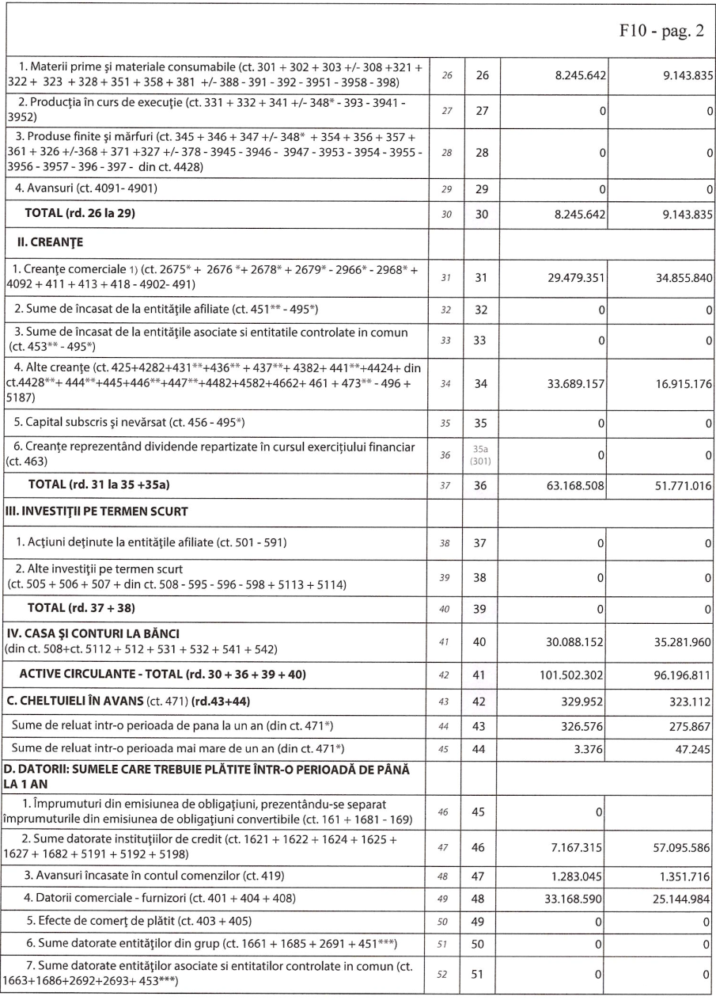 F10 - pag. 2
1. Materii prime şi materiale consumabile (ct. 301 + 302 + 303 +/- 308 +321 +
322 + 323 + 328 + 351 + 358 + 381 +/- 388 - 391 - 392 - 3951 - 3958 - 398) 26 26 8.245.642 9.143.835
2. Producţia în curs de execuţie (ct. 331 + 332 + 341 +/- 348* - 393 - 3941 -
3952) 27 27 0 0
3. Produse finite şi mărfuri (ct. 345 + 346 + 347 +/- 348* + 354 + 356 + 357 +
361 + 326 +/-368 + 371 +327 +/- 378 - 3945 - 3946 - 3947 - 3953 - 3954 - 3955 -
3956 - 3957 - 396 - 397 - din ct. 4428) 28 28 0 0
4. Avansuri (ct. 4091- 4901) 29 29 0 0
TOTAL (rd. 26 la 29) 30 30 8.245.642 9.143.835
II. CREANŢE
1. Creanţe comerciale 1) (ct. 2675* + 2676 *+ 2678* + 2679* - 2966* - 2968* +
4092 + 411 + 413 + 418 - 4902- 491) 31 31 29.479.351 34.855.840
2. Sume de încasat de la entităţile afiliate (ct. 451** - 495*) 32 32 0 0
3. Sume de încasat de la entităţile asociate si entitatile controlate in comun
(ct. 453** - 495*) 33 33 0 0
4. Alte creanţe (ct. 425+4282+431**+436** + 437**+ 4382+ 441**+4424+ din
ct.4428**+ 444**+445+446**+447**+4482+4582+4662+ 461 + 473** - 496 +
5187) 34 34 33.689.157 16.915.176
5. Capital subscris şi nevărsat (ct. 456 - 495*) 35 35 0 0
6. Creanţe reprezentând dividende repartizate în cursul exerciţiului financiar
(ct. 463) 36 35a (301) 0 0
TOTAL (rd. 31 la 35 +35a) 37 36 63.168.508 51.771.016
III. INVESTIŢII PE TERMEN SCURT
1. Acţiuni deţinute la entităţile afiliate (ct. 501 - 591) 38 37 0 0
2. Alte investiţii pe termen scurt
(ct. 505 + 506 + 507 + din ct. 508 - 595 - 596 - 598 + 5113 + 5114) 39 38 0 0
TOTAL (rd. 37 + 38) 40 39 0 0
IV. CASA ŞI CONTURI LA BĂNCI
(din ct. 508+ct. 5112 + 512 + 531 + 532 + 541 + 542) 41 40 30.088.152 35.281.960
ACTIVE CIRCULANTE - TOTAL (rd. 30 + 36 + 39 + 40) 42 41 101.502.302 96.196.811
C. CHELTUIELI ÎN AVANS (ct. 471) (rd.43+44) 43 42 329.952 323.112
Sume de reluat intr-o perioada de pana la un an (din ct. 471*) 44 43 326.576 275.867
Sume de reluat intr-o perioada mai mare de un an (din ct. 471*) 45 44 3.376 47.245
D. DATORII: SUMELE CARE TREBUIE PLĂTITE ÎNTR-O PERIOADĂ DE PÂNĂ
LA 1 AN
1. Împrumuturi din emisiunea de obligaţiuni, prezentându-se separat
împrumuturile din emisiunea de obligaţiuni convertibile (ct. 161 + 1681 - 169) 46 45 0
2. Sume datorate instituţiilor de credit (ct. 1621 + 1622 + 1624 + 1625 +
1627 + 1682 + 5191 + 5192 + 5198) 47 46 7.167.315 57.095.586
3. Avansuri încasate în contul comenzilor (ct. 419) 48 47 1.283.045 1.351.716
4. Datorii comerciale - furnizori (ct. 401 + 404 + 408) 49 48 33.168.590 25.144.984
5. Efecte de comerţ de plătit (ct. 403 + 405) 50 49 0 0
6. Sume datorate entităţilor din grup (ct. 1661 + 1685 + 2691 + 451***) 51 50 0 0
7. Sume datorate entităţilor asociate si entitatilor controlate in comun (ct.
1663+1686+2692+2693+ 453***) 52 51 0 0